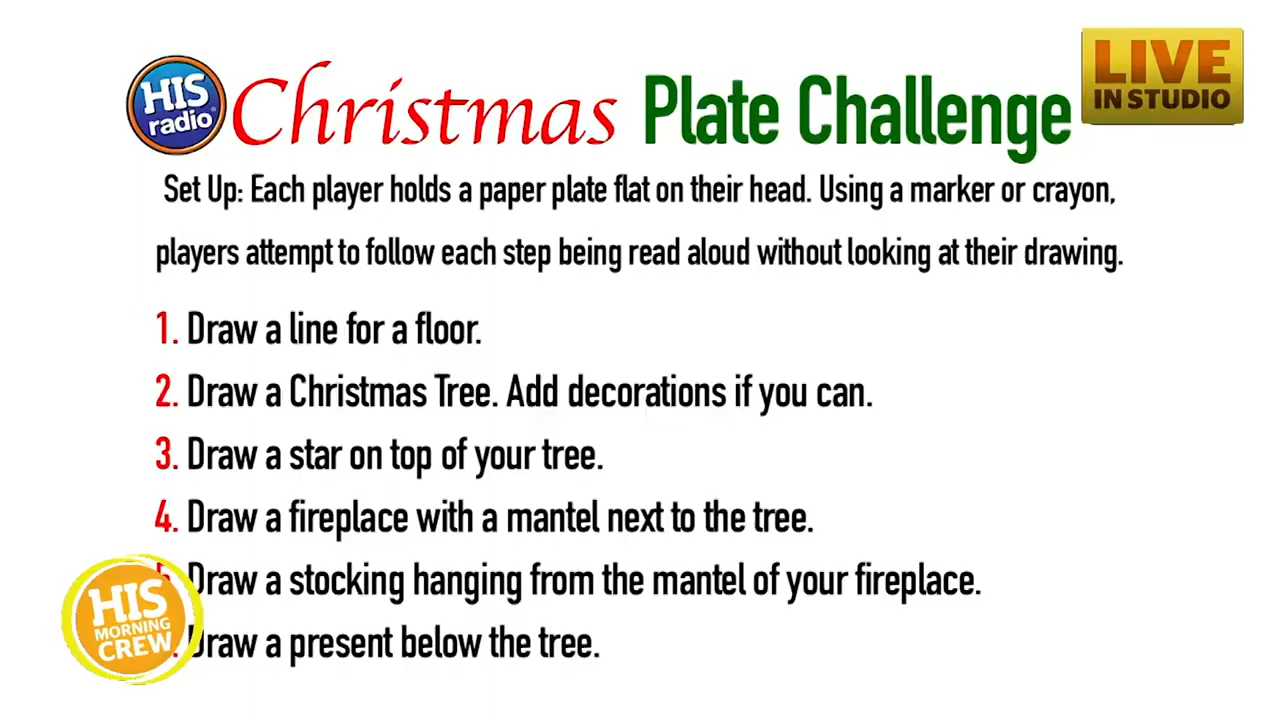 HIS
radio
Christmas Plate Challenge
LIVE
IN STUDIO
Set Up: Each player holds a paper plate flat on their head. Using a marker or crayon,
players attempt to follow each step being read aloud without looking at their drawing.
1. Draw a line for a floor.
2. Draw a Christmas Tree. Add decorations if you can.
3. Draw a star on top of your tree.
4. Draw a fireplace with a mantel next to the tree.
Draw a stocking hanging from the mantel of your fireplace.
Draw a present below the tree.
HIS
MORNING
CREW